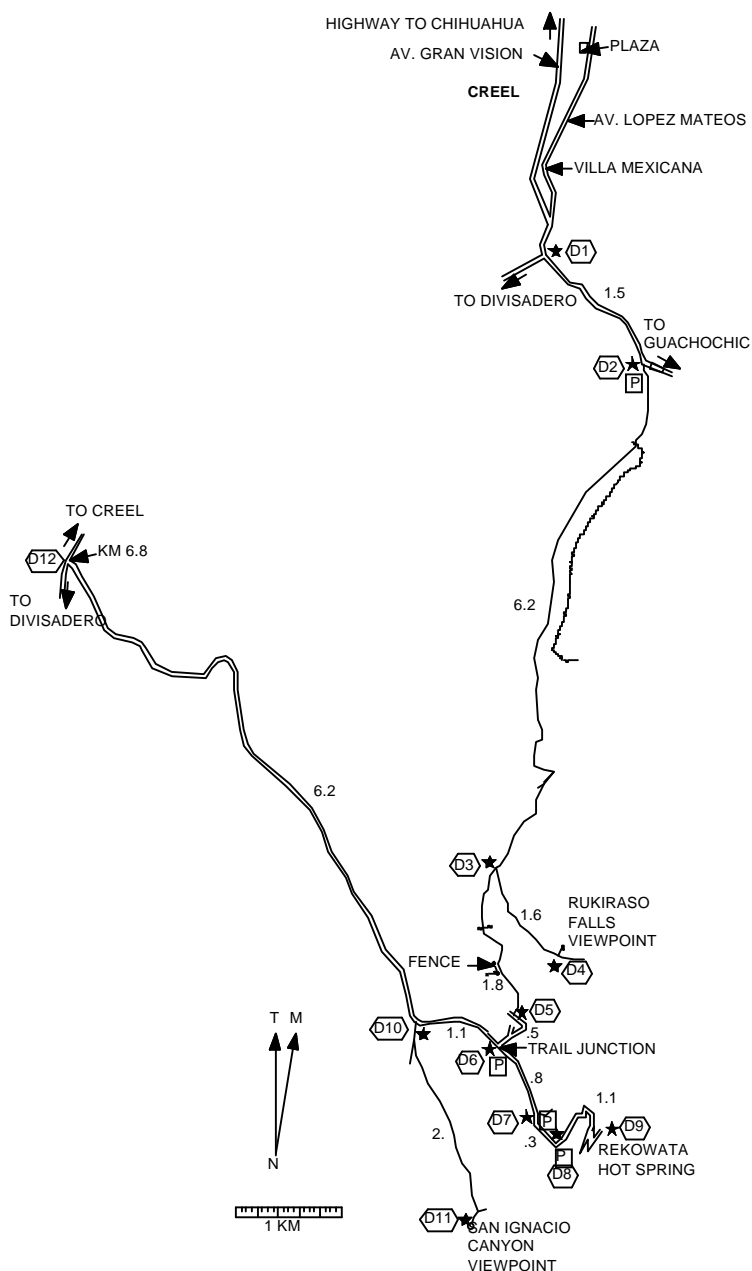 HIGHWAY TO CHIHUAHUA
AV. GRAN VISION
PLAZA
CREEL
AV. LOPEZ MATEOS
VILLA MEXICANA
D1
TO DIVISADERO
1.5
TO
GUACHOCHIC
D2
P
TO CREEL
D12
KM 6.8
TO
DIVISADERO
6.2
6.2
D3
1.6
RUKIRASO
FALLS
VIEWPOINT
FENCE
D4
1.8
D5
T M
D10
1.1
.5
D6
TRAIL JUNCTION
P
.8
1.1
D7
P
D9
.3
REKOWATA
HOT SPRING
P
D8
2.
N
1 KM
D11
SAN IGNACIO
CANYON
VIEWPOINT